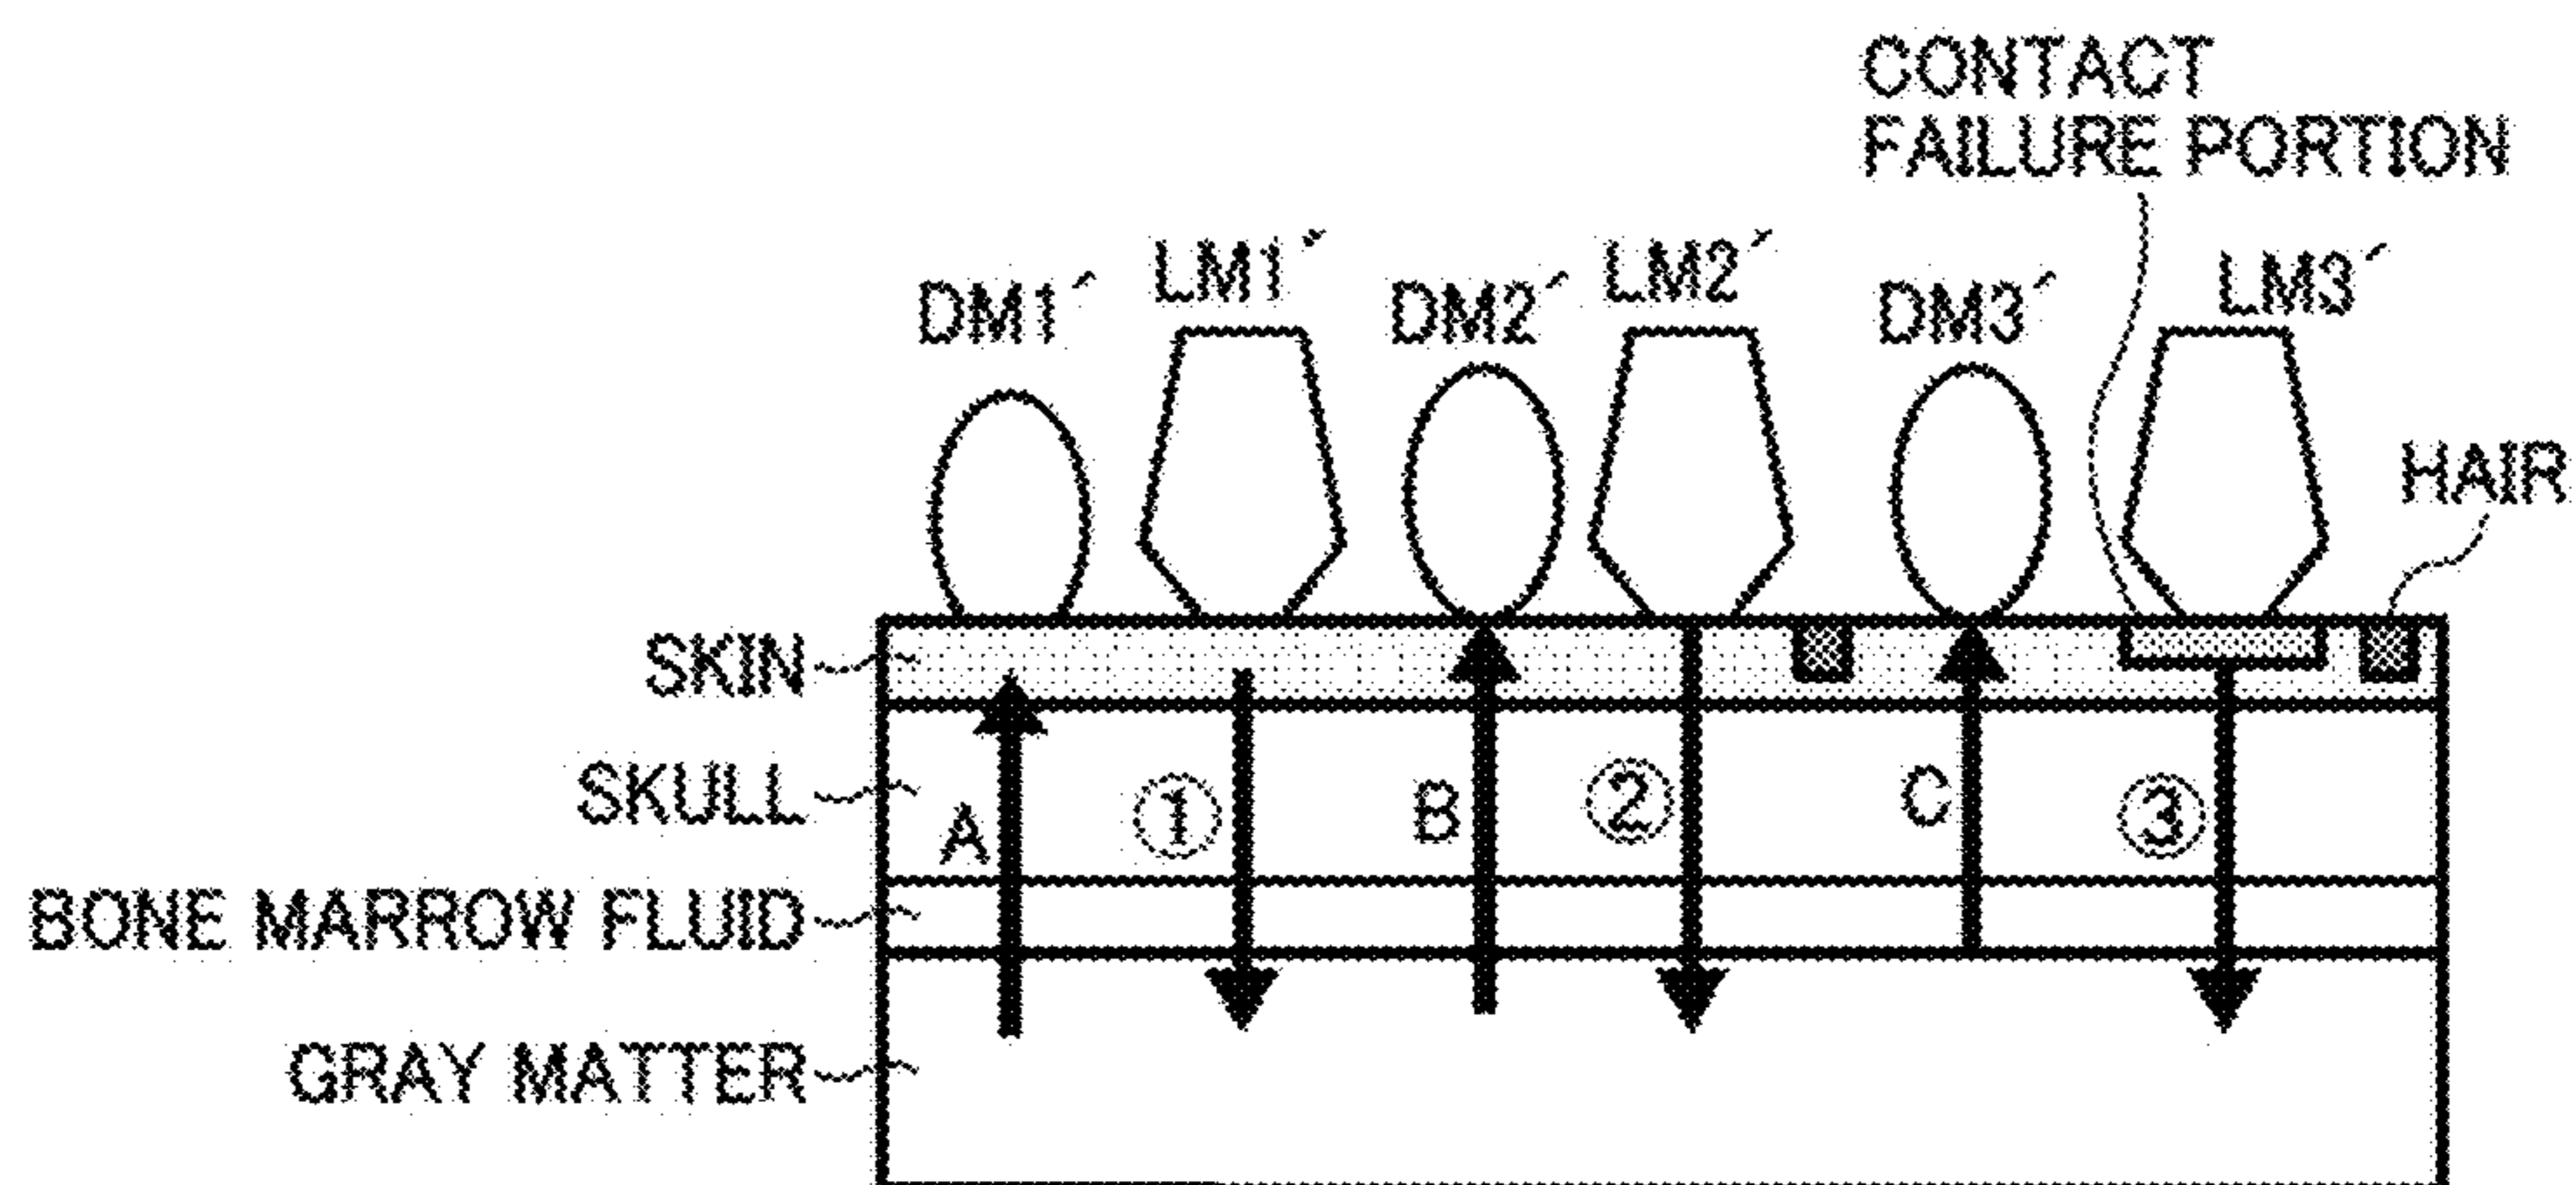 CONTACT
FAILURE PORTION
DM1´ LM1´ DM2´ LM2´ DM3´ LM3´
HAIR
SKIN
SKULL
A ① B ② C ③
BONE MARROW FLUID
GRAY MATTER